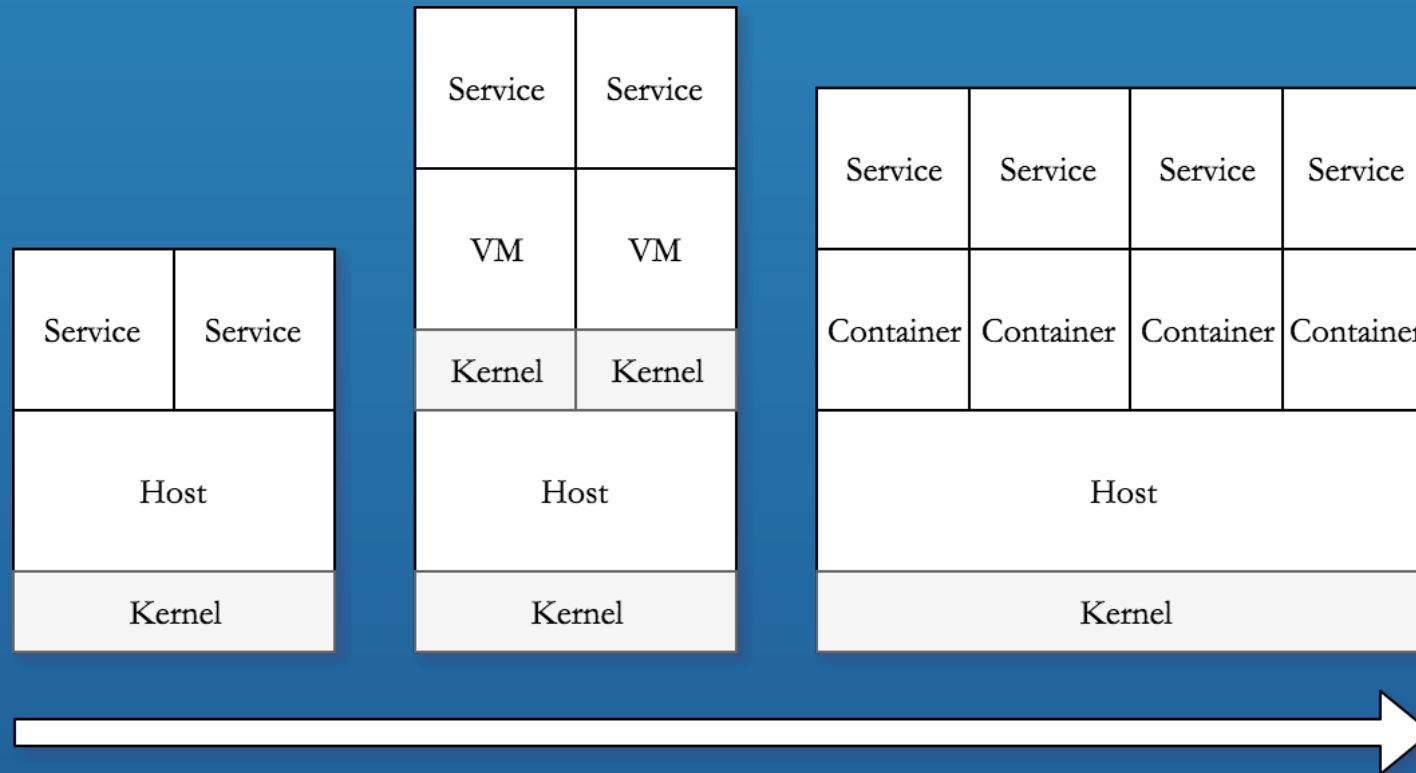 Service Service
Host
Kernel
Service Service
VM VM
Kernel Kernel
Host
Kernel
Service Service Service Service
Container Container Container Container
Host
Kernel